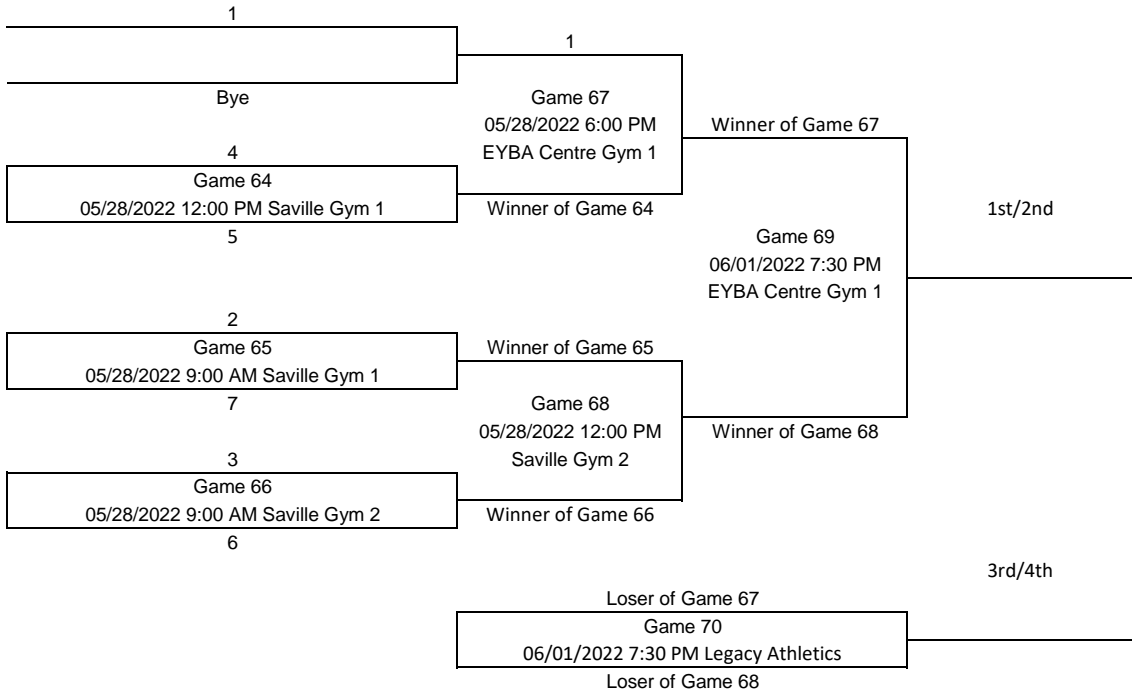 1
Bye
1
Game 67
05/28/2022 6:00 PM
EYBA Centre Gym 1
Winner of Game 67
4
Game 64
05/28/2022 12:00 PM Saville Gym 1
5
Winner of Game 64
1st/2nd
Game 69
06/01/2022 7:30 PM
EYBA Centre Gym 1
2
Game 65
05/28/2022 9:00 AM Saville Gym 1
7
Winner of Game 65
Game 68
05/28/2022 12:00 PM
Saville Gym 2
Winner of Game 68
3
Game 66
05/28/2022 9:00 AM Saville Gym 2
6
Winner of Game 66
3rd/4th
Loser of Game 67
Game 70
06/01/2022 7:30 PM Legacy Athletics
Loser of Game 68